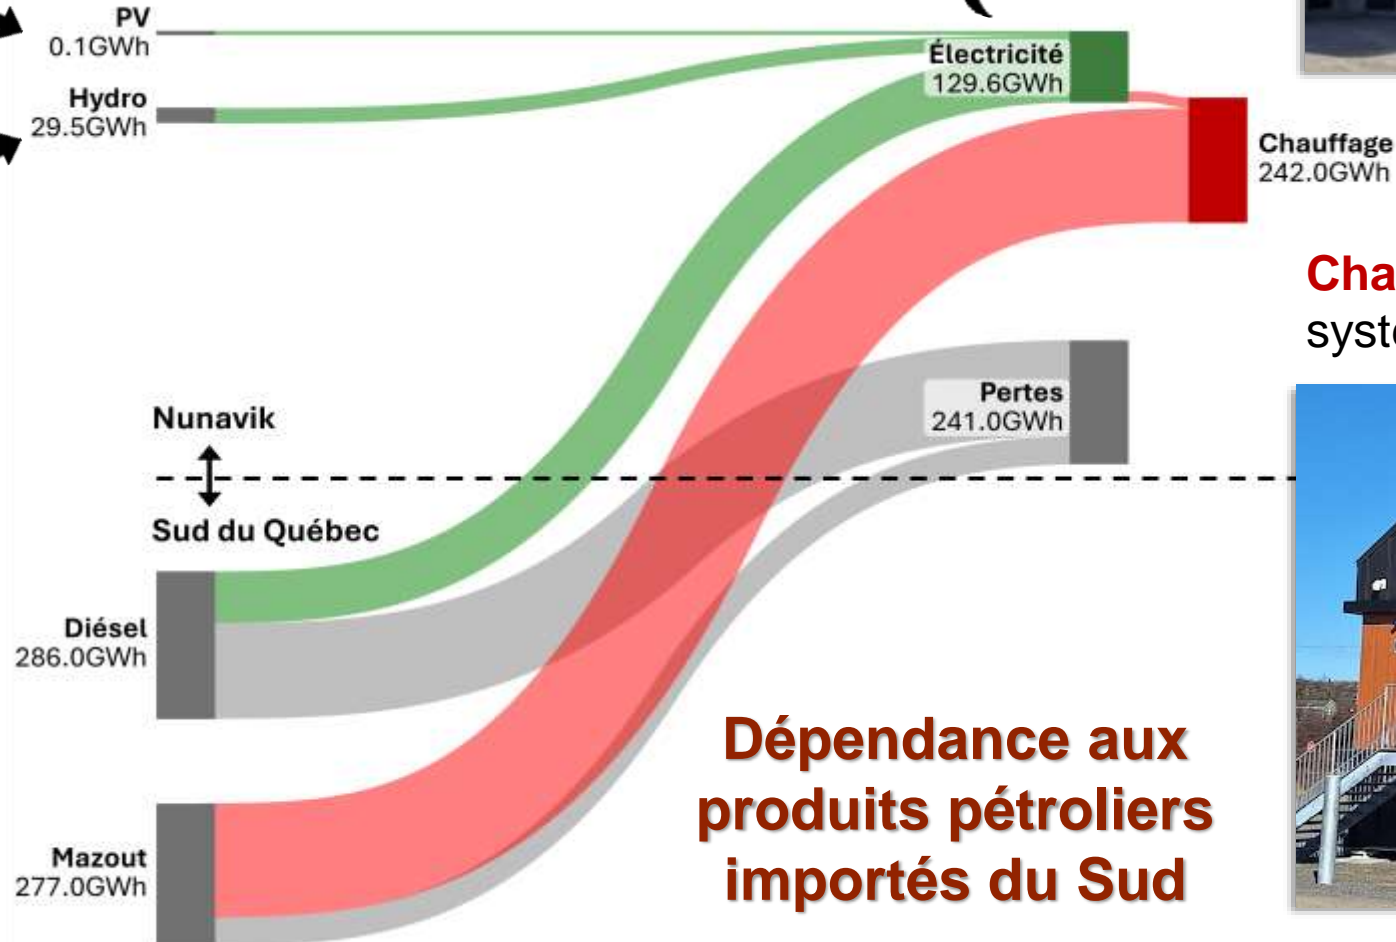 PV
0.1GWh
Hydro
29.5GWh
Électricité
129.6GWh
Chauffage
242.0GWh
Pertes
241.0GWh
Nunavik
Sud du Québec
Diésel
286.0GWh
Mazout
277.0GWh
Dépendance aux
produits pétroliers
importés du Sud